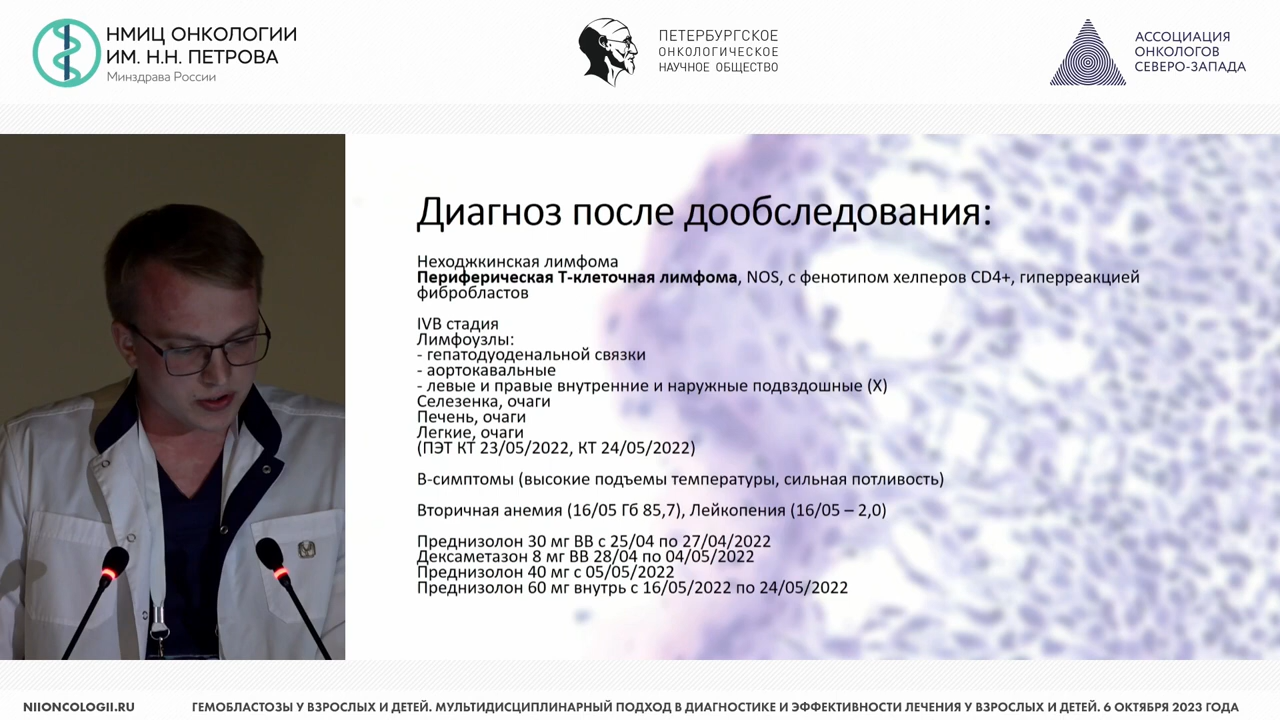 НМИЦ ОНКОЛОГИИ
ИМ. Н.Н. ПЕТРОВА
Минздрава России
ПЕТЕРБУРГСКОЕ
ОНКОЛОГИЧЕСКОЕ
НАУЧНОЕ ОБЩЕСТВО
АССОЦИАЦИЯ
ОНКОЛОГОВ
СЕВЕРО-ЗАПАДА
Диагноз после дообследования:
Неходжкинская лимфома
Периферическая Т-клеточная лимфома, NOS, с фенотипом хелперов CD4+, гиперреакцией
фибробластов
IVB стадия
Лимфоузлы:
- гепатодуоденальной связки
- аортокавальные
- левые и правые внутренние и наружные подвздошные (X)
Селезенка, очаги
Печень, очаги
Легкие, очаги
(ПЭТ КТ 23/05/2022, КТ 24/05/2022)
В-симптомы (высокие подъемы температуры, сильная потливость)
Вторичная анемия (16/05 Гб 85,7), Лейкопения (16/05 – 2,0)
Преднизолон 30 мг ВВ с 25/04 по 27/04/2022
Дексаметазон 8 мг ВВ 28/04 по 04/05/2022
Преднизолон 40 мг с 05/05/2022
Преднизолон 60 мг внутрь с 16/05/2022 по 24/05/2022
NIIONCOLOGII.RU
ГЕМОБЛАСТОЗЫ У ВЗРОСЛЫХ И ДЕТЕЙ. МУЛЬТИДИСЦИПЛИНАРНЫЙ ПОДХОД В ДИАГНОСТИКЕ И ЭФФЕКТИВНОСТИ ЛЕЧЕНИЯ У ВЗРОСЛЫХ И ДЕТЕЙ. 6 ОКТЯБРЯ 2023 ГОДА